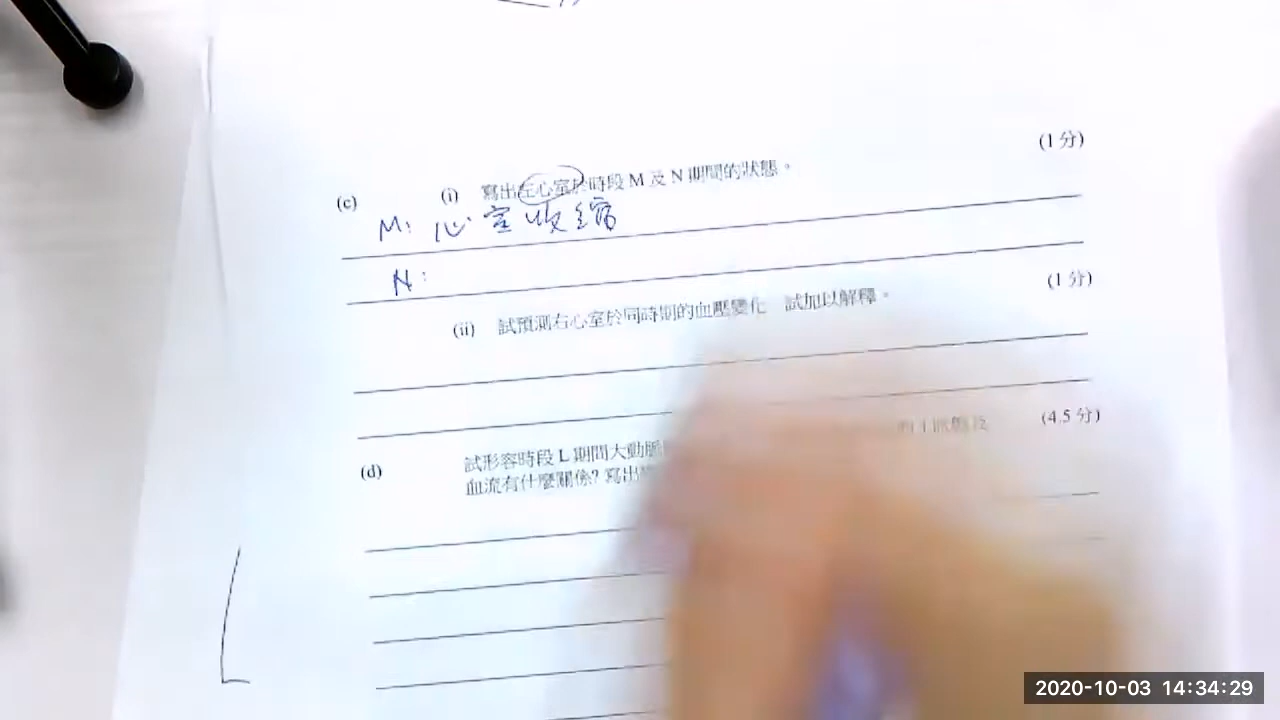 (1 分)
(c) (i) 寫出左心室於時段 M 及 N 期間的狀態。
M: 心室收縮
N:
(1 分)
(ii) 試預測右心室於同時期的血壓變化 試加以解釋。
(4.5 分)
(d) 試形容時段 L 期間大動脈
血流有什麼關係? 寫出
2020-10-03 14:34:29